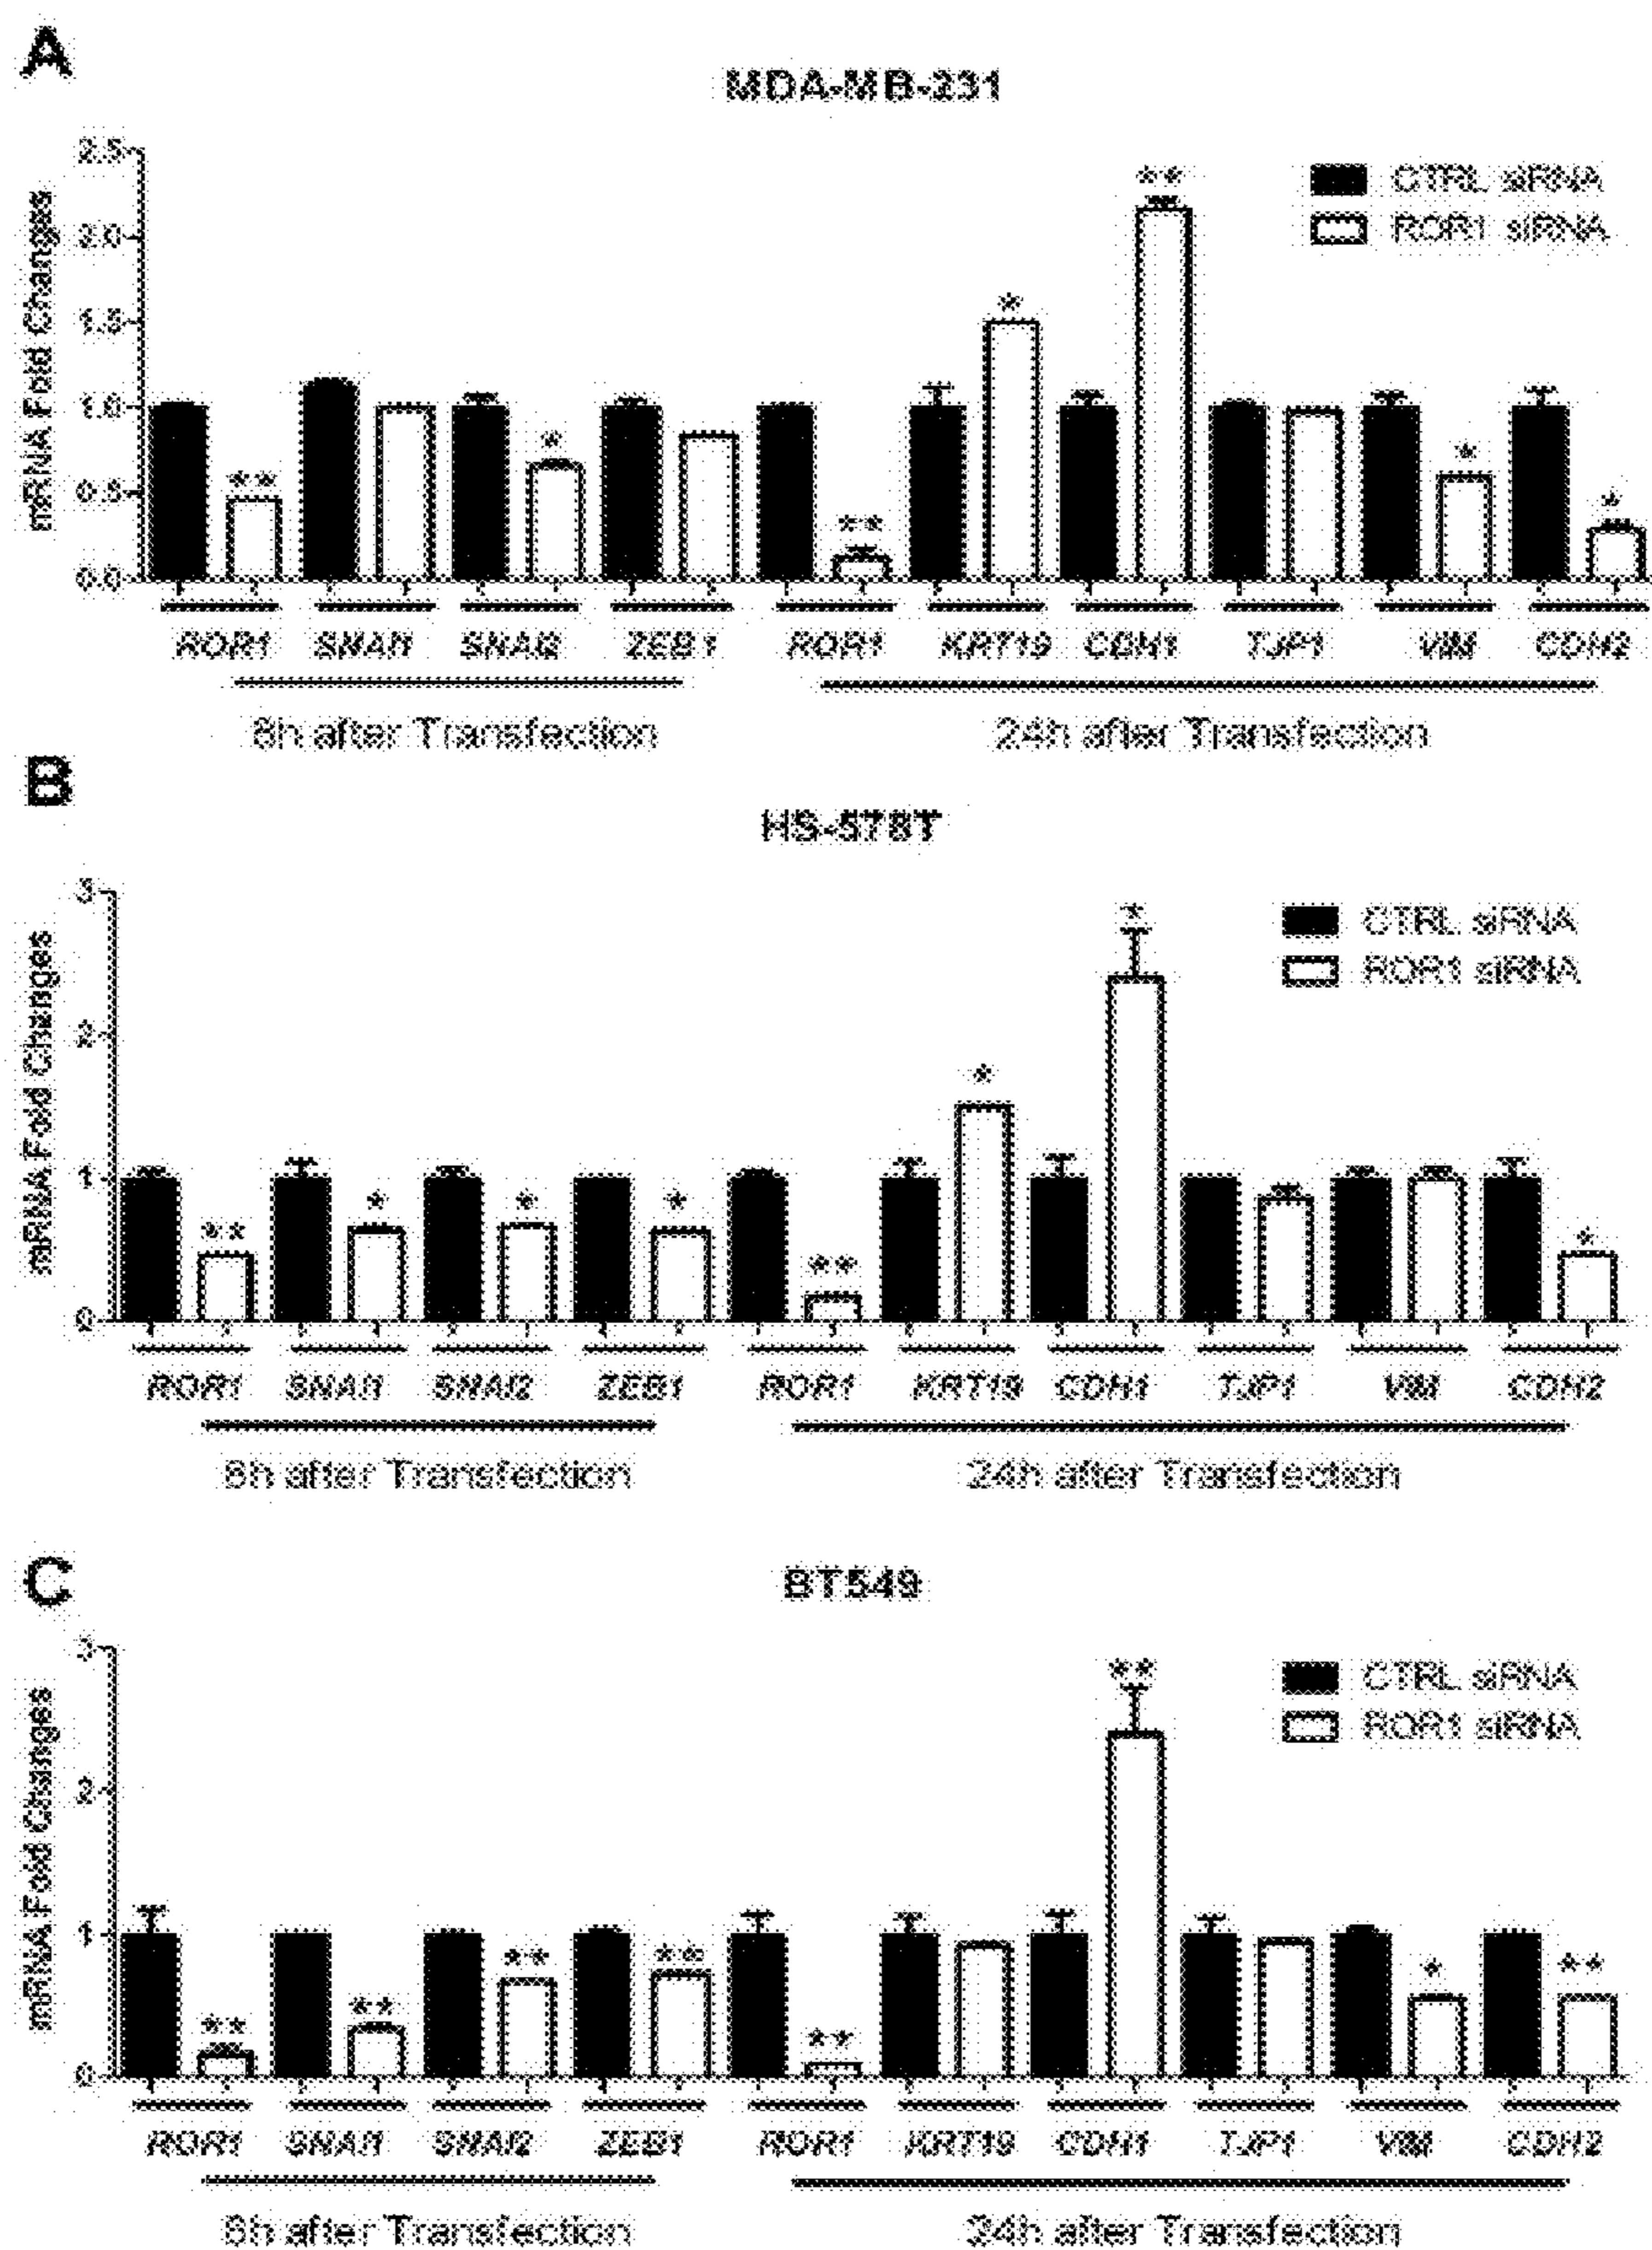 A
MDA-MB-231
2.5
2.0
1.5
1.0
0.5
0.0
mRNA Fold Changes
**
*
**
*
**
*
*
CTRL siRNA
ROR1 siRNA
ROR1 SNAI1 SNAI2 ZEB1 ROR1 KRT19 CDH1 TJP1 VIM CDH2
after Transfection 24h after Transfection
B
HS-578T
3
2
1
0
mRNA Fold Changes
**
*
*
*
**
*
*
*
CTRL siRNA
ROR1 siRNA
ROR1 SNAI1 SNAI2 ZEB1 ROR1 KRT19 CDH1 TJP1 VIM CDH2
after Transfection 24h after Transfection
C
BT549
3
2
1
0
mRNA Fold Changes
**
**
**
**
**
**
*
**
CTRL siRNA
ROR1 siRNA
ROR1 SNAI1 SNAI2 ZEB1 ROR1 KRT19 CDH1 TJP1 VIM CDH2
after Transfection 24h after Transfection